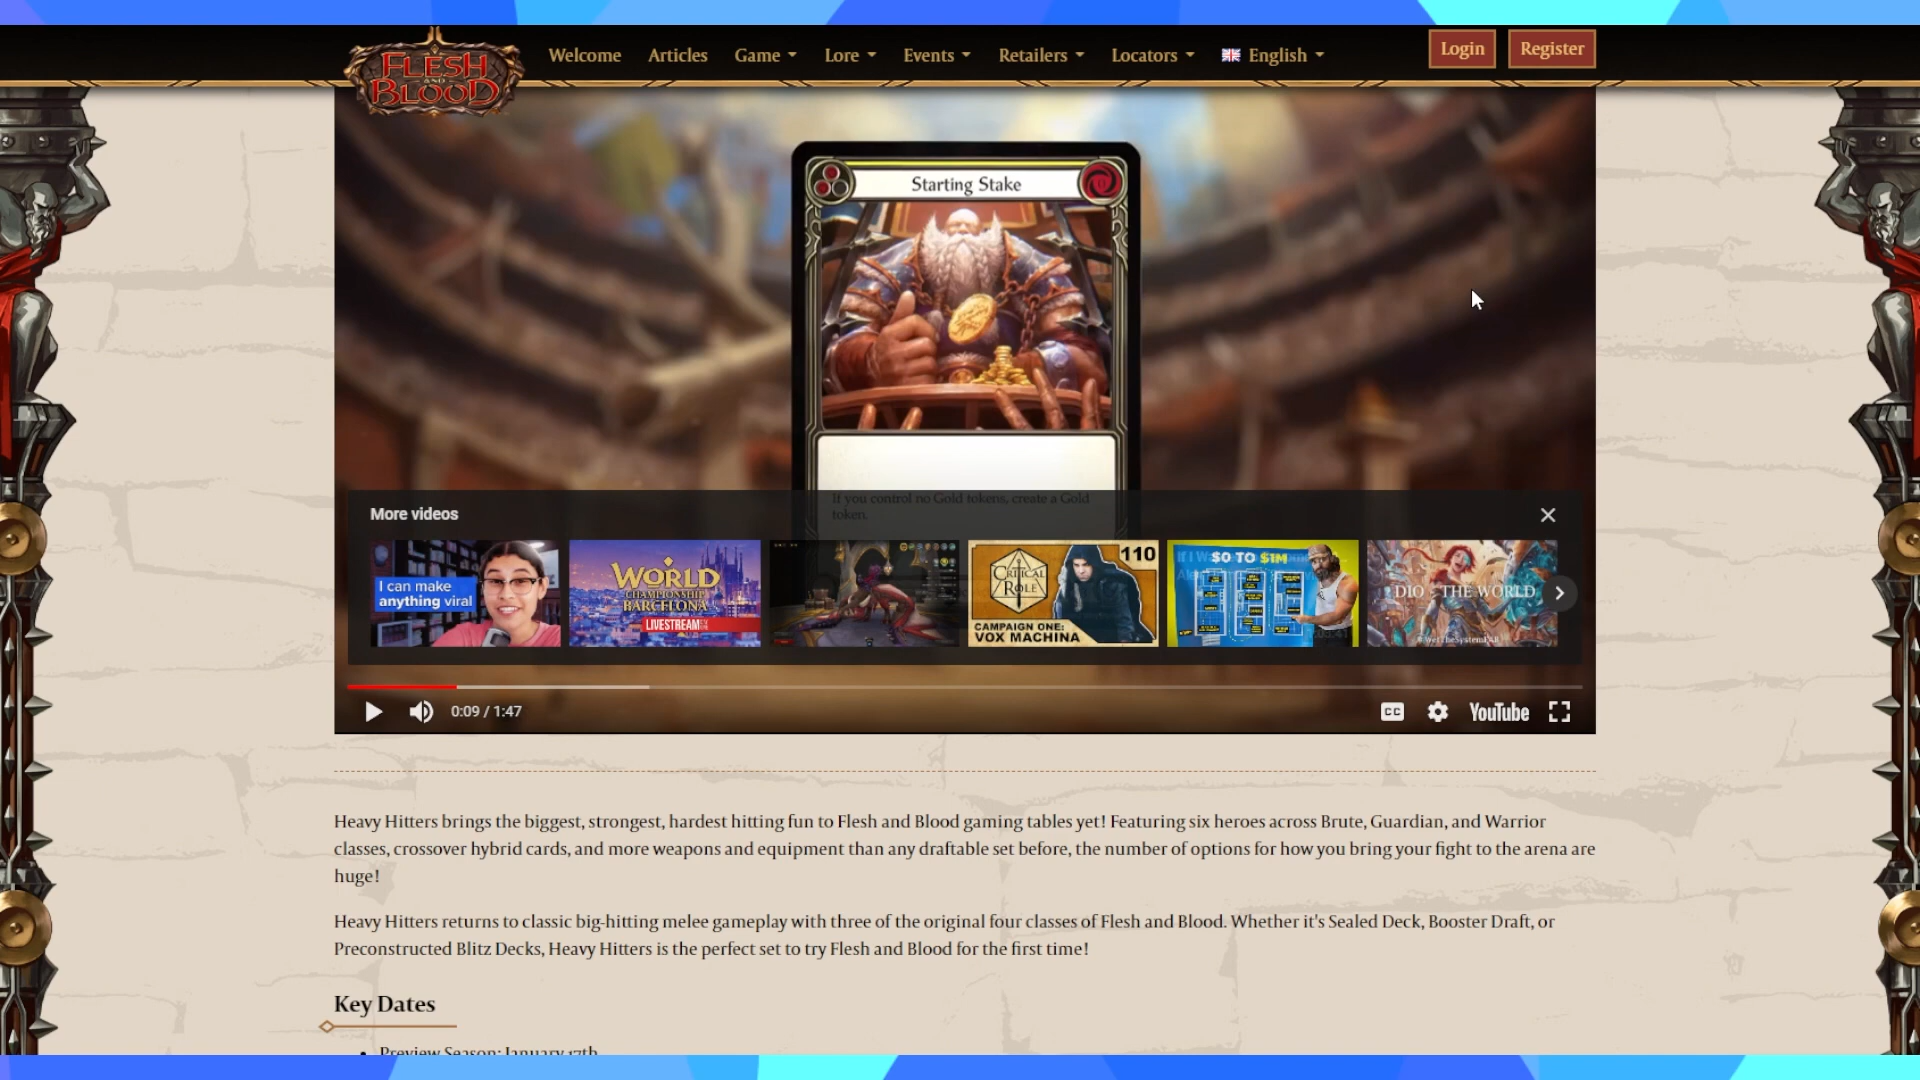 FLESH
AND
BLOOD
Welcome Articles Game Lore Events Retailers Locators English Login Register
Starting Stake
If you control no Gold tokens, create a Gold
token.
More videos
I can make
anything viral
WORLD
CHAMPIONSHIP
BARCELONA
LIVESTREAM
CRITICAL
ROLE
110
CAMPAIGN ONE:
VOX MACHINA
$0 TO $1M
DIO - THE WORLD
0:09 / 1:47
CC
YouTube
Heavy Hitters brings the biggest, strongest, hardest hitting fun to Flesh and Blood gaming tables yet! Featuring six heroes across Brute, Guardian, and Warrior
classes, crossover hybrid cards, and more weapons and equipment than any draftable set before, the number of options for how you bring your fight to the arena are
huge!
Heavy Hitters returns to classic big-hitting melee gameplay with three of the original four classes of Flesh and Blood. Whether it's Sealed Deck, Booster Draft, or
Preconstructed Blitz Decks, Heavy Hitters is the perfect set to try Flesh and Blood for the first time!
Key Dates
Preview Season: January 17th